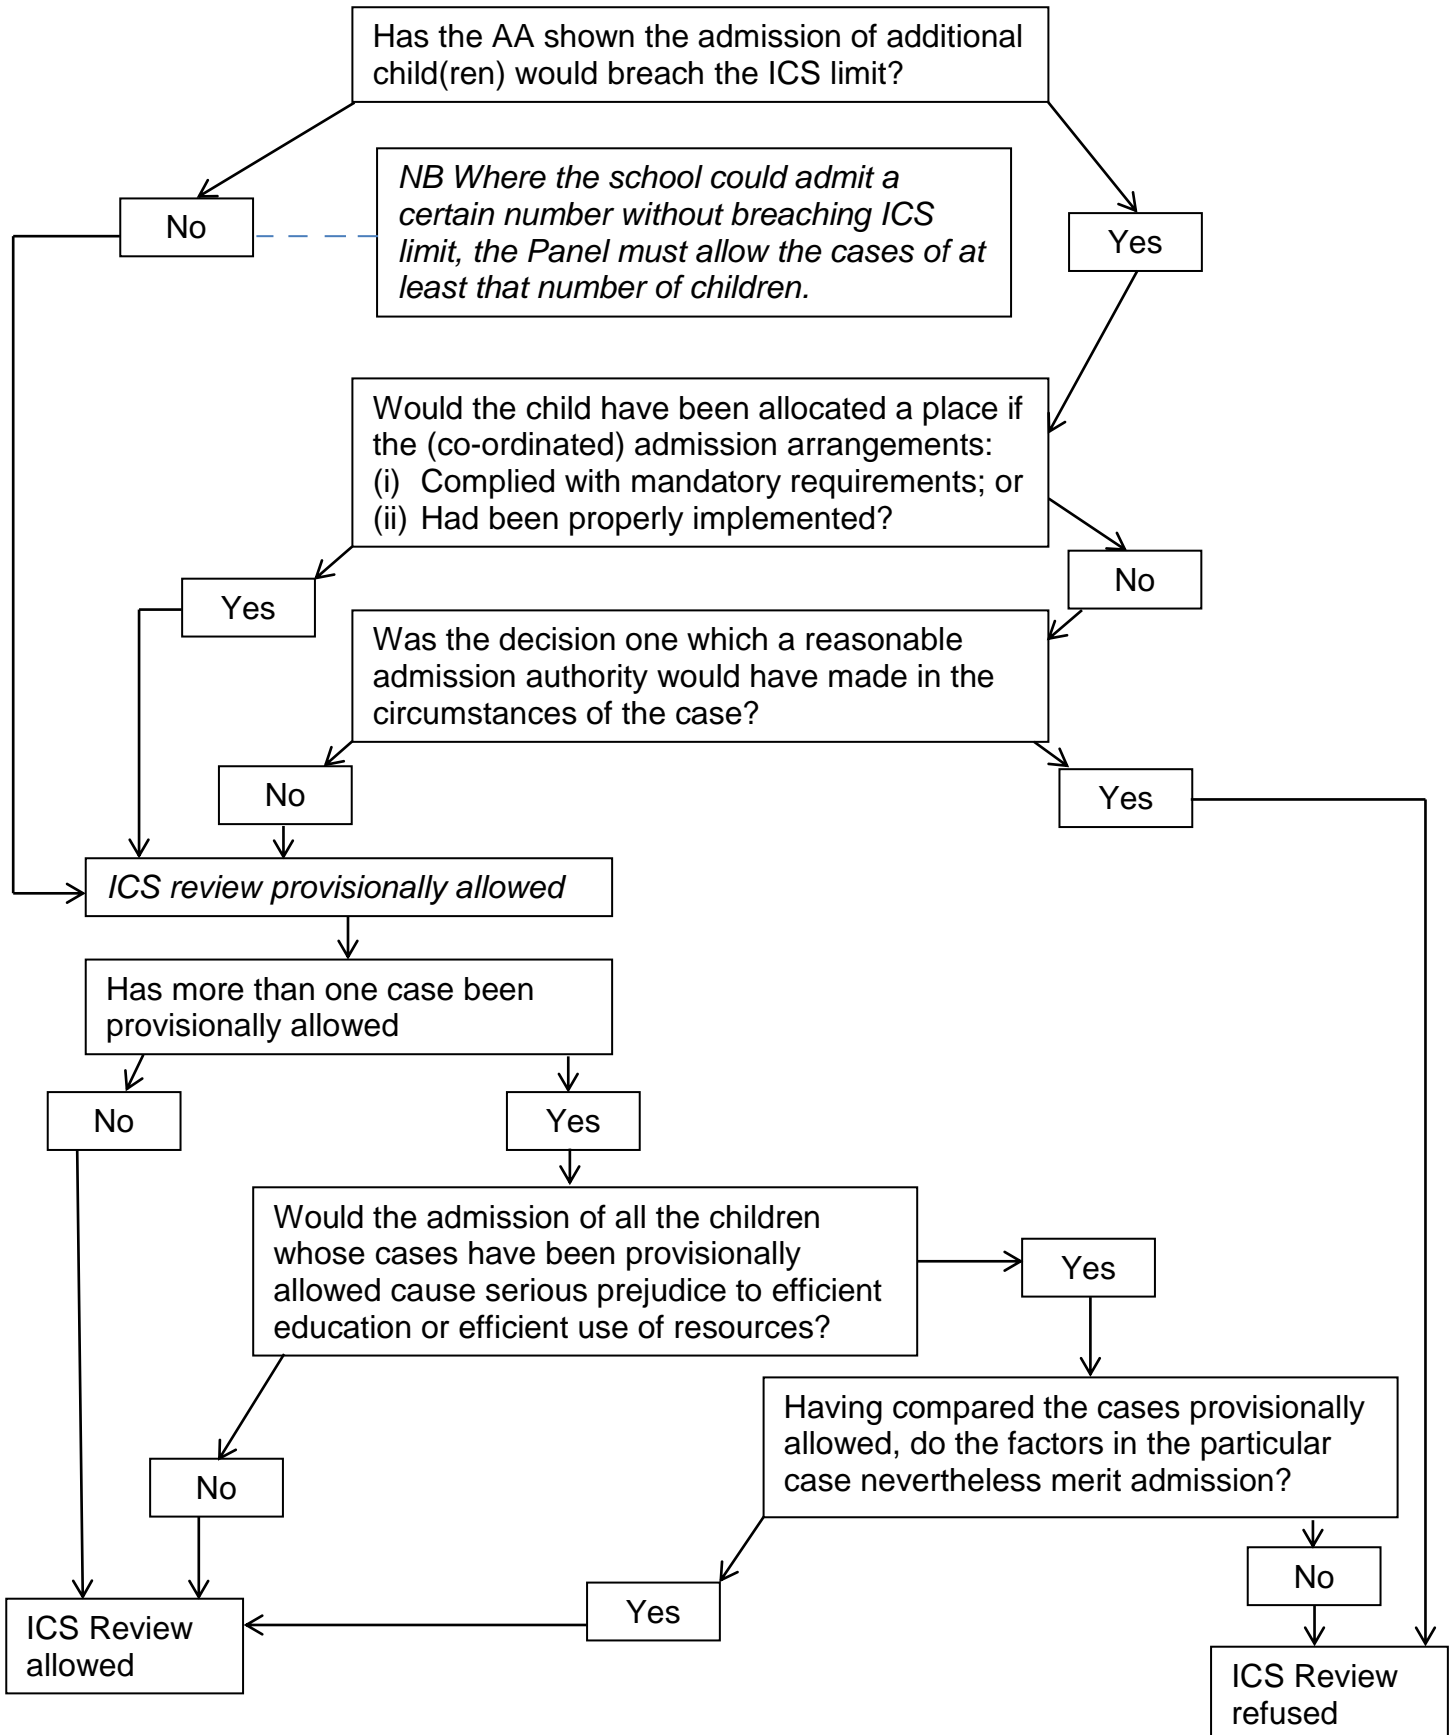 Has the AA shown the admission of additional
child(ren) would breach the ICS limit?
NB Where the school could admit a
certain number without breaching ICS
limit, the Panel must allow the cases of at
least that number of children.
No
Yes
Would the child have been allocated a place if
the (co-ordinated) admission arrangements:
(i) Complied with mandatory requirements; or
(ii) Had been properly implemented?
No
Yes
Was the decision one which a reasonable
admission authority would have made in the
circumstances of the case?
No
Yes
ICS review provisionally allowed
Has more than one case been
provisionally allowed
No
Yes
Would the admission of all the children
whose cases have been provisionally
allowed cause serious prejudice to efficient
education or efficient use of resources?
Yes
Having compared the cases provisionally
allowed, do the factors in the particular
case nevertheless merit admission?
No
No
Yes
ICS Review
allowed
ICS Review
refused